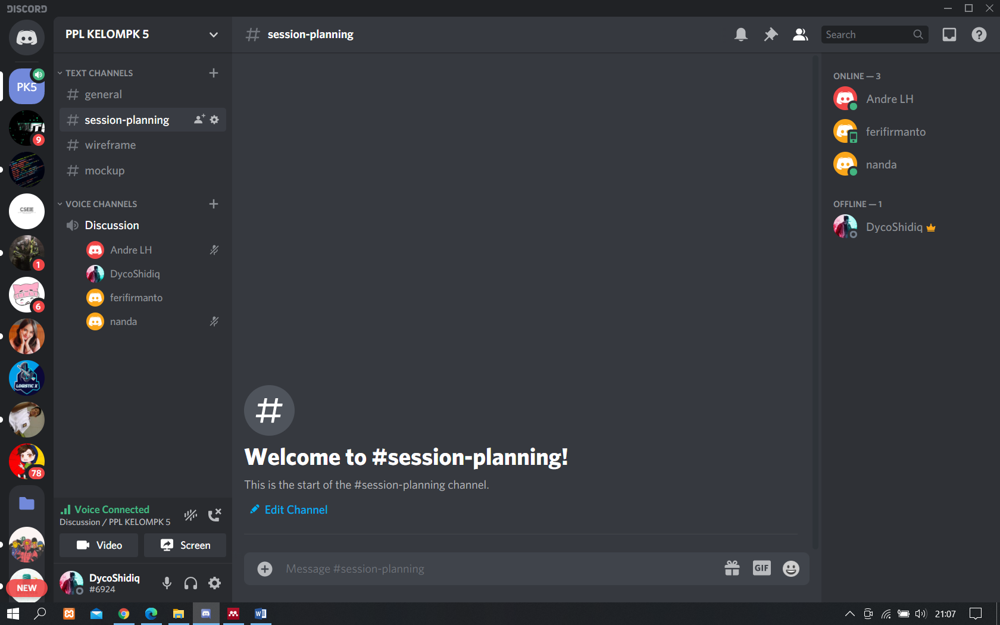 DISCORD
PPL KELOMPK 5
session-planning
Search
PK5
TEXT CHANNELS
general
session-planning
wireframe
mockup
VOICE CHANNELS
Discussion
Andre LH
DycoShidiq
ferifirmanto
nanda
9
CSEIE
1
6
LOGISTIC X
78
NEW
Voice Connected
Discussion / PPL KELOMPK 5
Video
Screen
DycoShidiq
#6924
Welcome to #session-planning!
This is the start of the #session-planning channel.
Edit Channel
Message #session-planning
GIF
ONLINE — 3
Andre LH
ferifirmanto
nanda
OFFLINE — 1
DycoShidiq
21:07